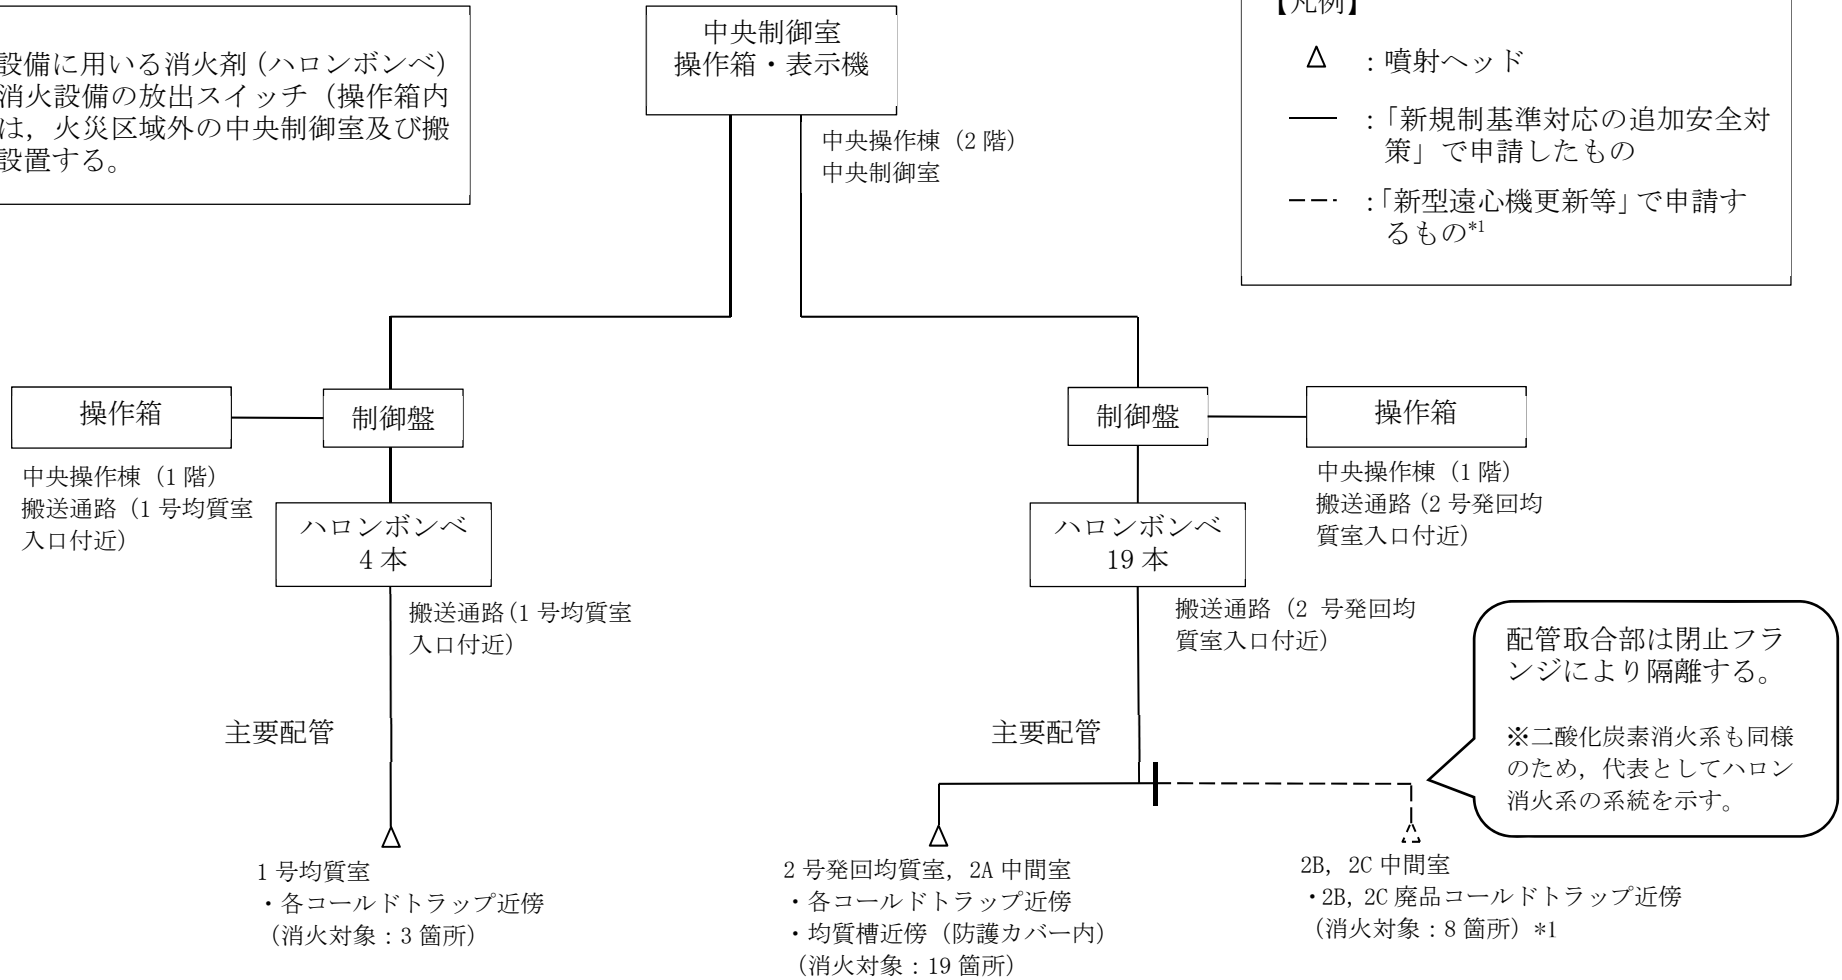 設備に用いる消火剤（ハロンボンベ）
消火設備の放出スイッチ（操作箱内
は，火災区域外の中央制御室及び搬
設置する。
中央制御室
操作箱・表示機
中央操作棟（2 階）
中央制御室
【凡例】
△ ：噴射ヘッド
：「新規制基準対応の追加安全対
策」で申請したもの
：「新型遠心機更新等」で申請す
るもの*1
操作箱
制御盤
中央操作棟（1 階）
搬送通路（1 号均質室
入口付近）
ハロンボンベ
4 本
搬送通路（1 号均質室
入口付近）
主要配管
1 号均質室
・各コールドトラップ近傍
（消火対象：3 箇所）
制御盤
操作箱
中央操作棟（1 階）
搬送通路（2 号発回均
質室入口付近）
ハロンボンベ
19 本
搬送通路（2 号発回均
質室入口付近）
主要配管
配管取合部は閉止フラ
ンジにより隔離する。
※二酸化炭素消火系も同様
のため，代表としてハロン
消火系の系統を示す。
2 号発回均質室，2A 中間室
・各コールドトラップ近傍
・均質槽近傍（防護カバー内）
（消火対象：19 箇所）
2B，2C 中間室
・2B, 2C 廃品コールドトラップ近傍
（消火対象：8 箇所）*1